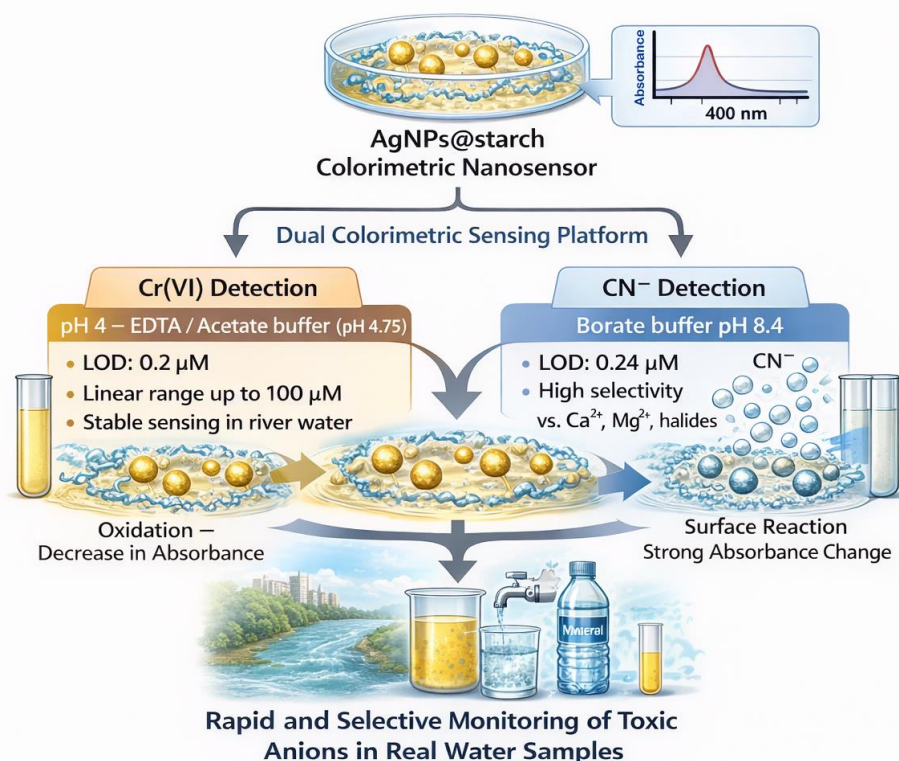 Absorbance
400 nm
AgNPs@starch
Colorimetric Nanosensor
Dual Colorimetric Sensing Platform
Cr(VI) Detection
pH 4 – EDTA / Acetate buffer (pH 4.75)
• LOD: 0.2 µM
• Linear range up to 100 µM
• Stable sensing in river water
Oxidation –
Decrease in Absorbance
CN⁻ Detection
Borate buffer pH 8.4
• LOD: 0.24 µM
• High selectivity
vs. Ca²⁺, Mg²⁺, halides
CN⁻
Surface Reaction
Strong Absorbance Change
Mineral
Rapid and Selective Monitoring of Toxic
Anions in Real Water Samples